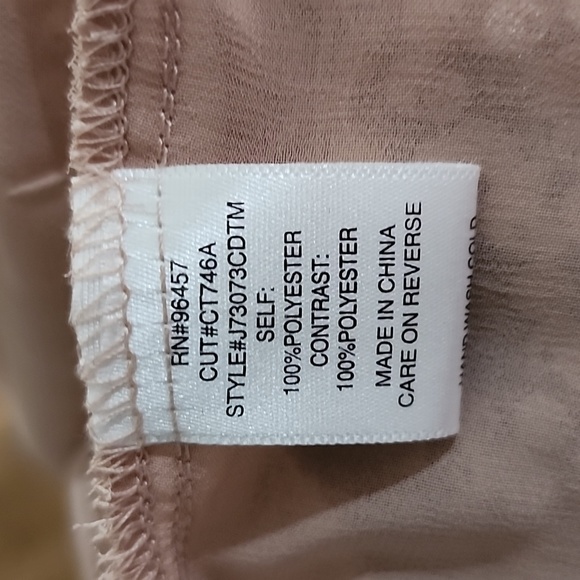 RN#96457
CUT#CT746A
STYLE#J73073CDTM
SELF:
100%POLYESTER
CONTRAST:
100%POLYESTER
MADE IN CHINA
CARE ON REVERSE